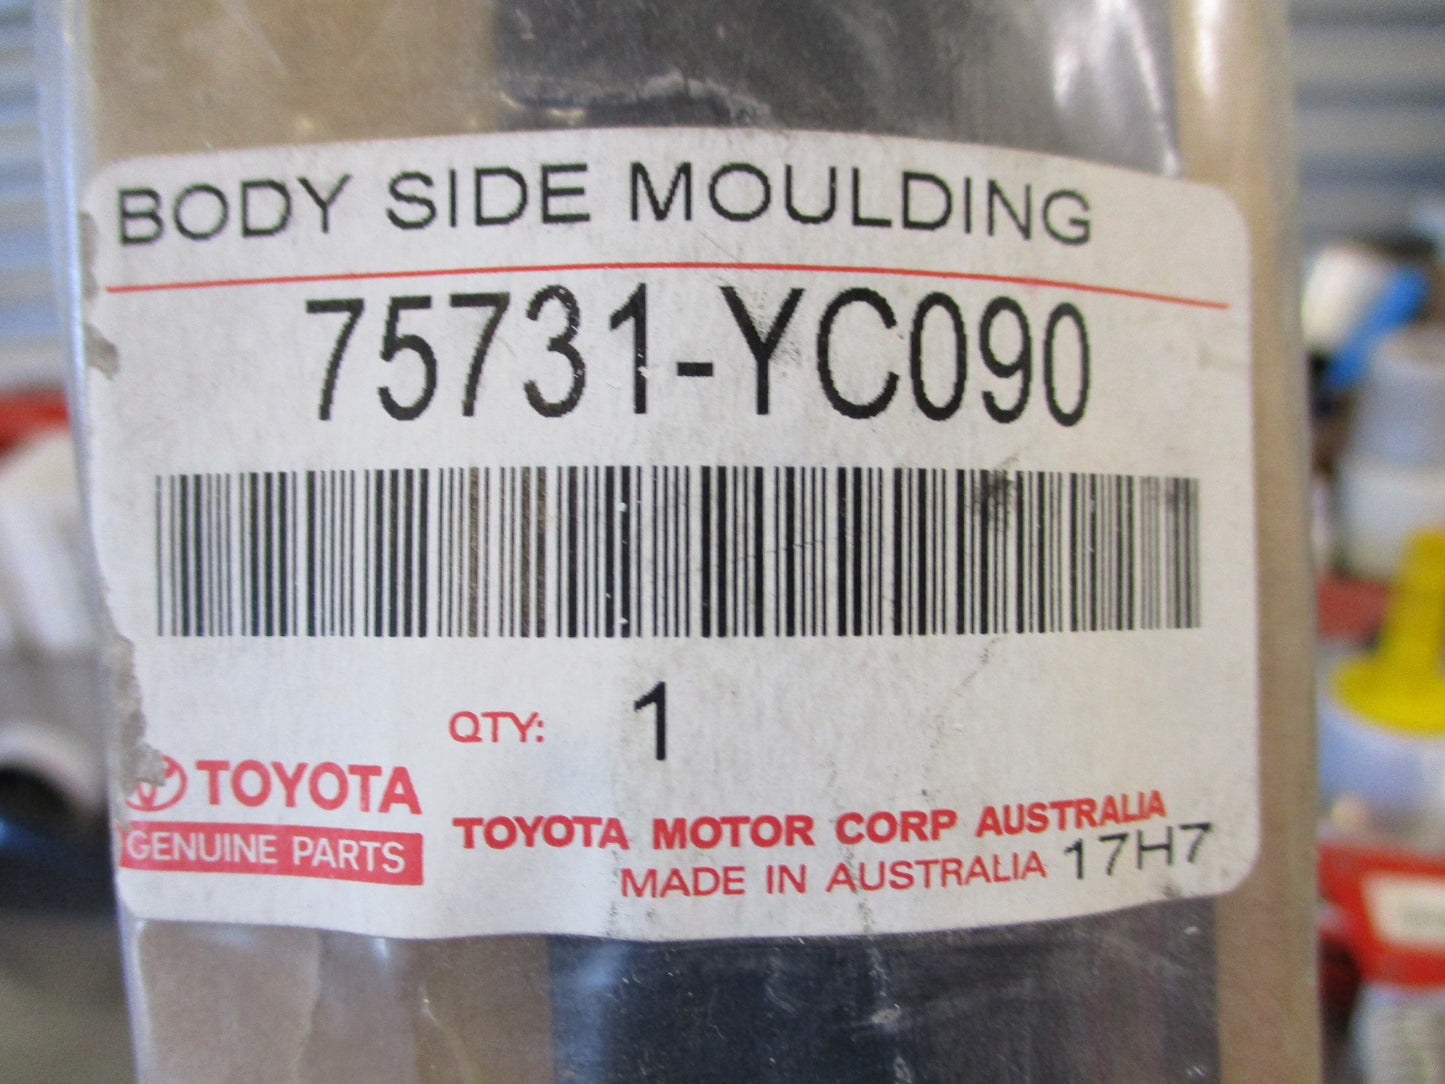 BODY SIDE MOULDING
75731-YC090
QTY: 1
TOYOTA
GENUINE PARTS
TOYOTA MOTOR CORP AUSTRALIA
MADE IN AUSTRALIA 17H7